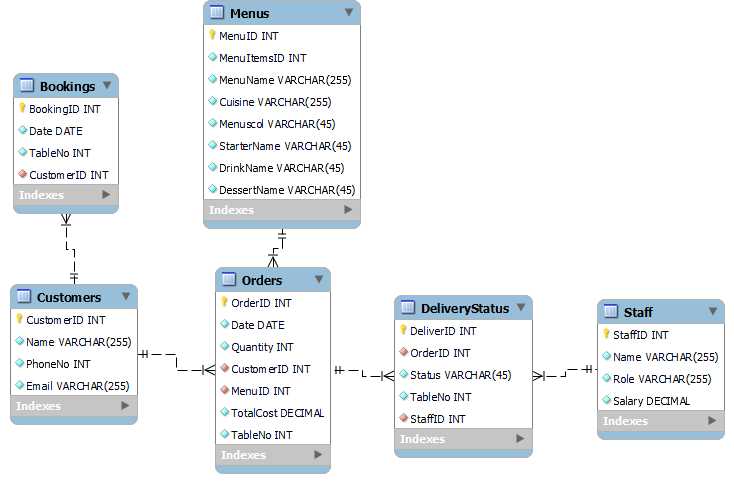 Menus
MenuID INT
MenuItemsID INT
MenuName VARCHAR(255)
Cuisine VARCHAR(255)
Menuscol VARCHAR(45)
StarterName VARCHAR(45)
DrinkName VARCHAR(45)
DessertName VARCHAR(45)
Indexes
Bookings
BookingID INT
Date DATE
TableNo INT
CustomerID INT
Indexes
Customers
CustomerID INT
Name VARCHAR(255)
PhoneNo INT
Email VARCHAR(255)
Indexes
Orders
OrderID INT
Date DATE
Quantity INT
CustomerID INT
MenuID INT
TotalCost DECIMAL
TableNo INT
Indexes
DeliveryStatus
DeliverID INT
OrderID INT
Status VARCHAR(45)
TableNo INT
StaffID INT
Indexes
Staff
StaffID INT
Name VARCHAR(255)
Role VARCHAR(255)
Salary DECIMAL
Indexes